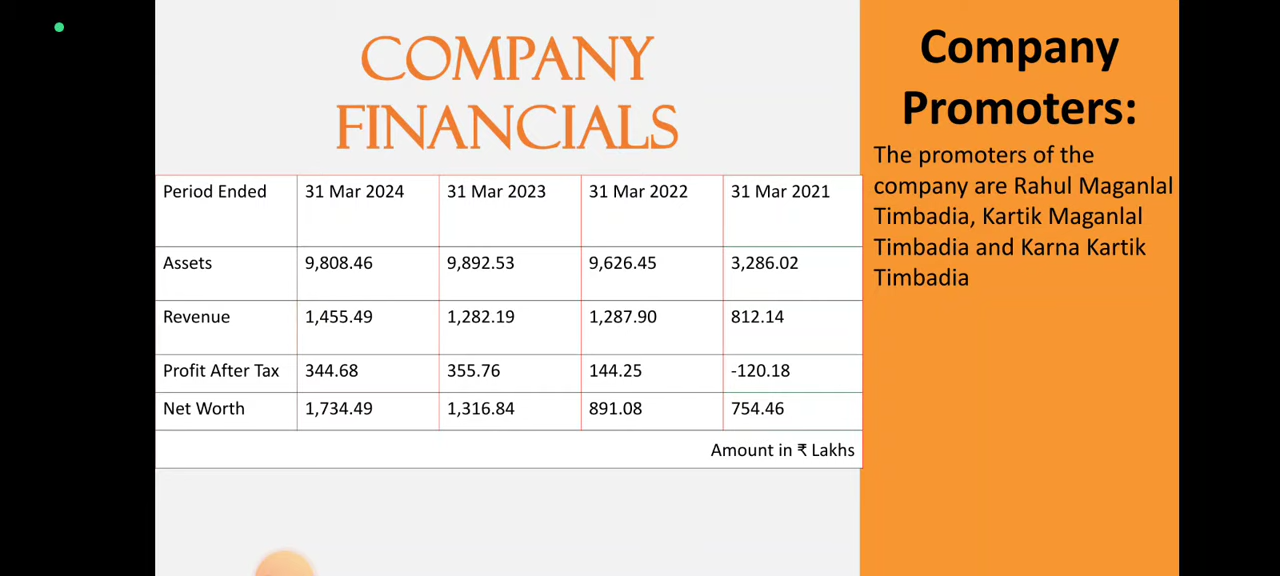 COMPANY
FINANCIALS
Period Ended 31 Mar 2024 31 Mar 2023 31 Mar 2022 31 Mar 2021
Assets 9,808.46 9,892.53 9,626.45 3,286.02
Revenue 1,455.49 1,282.19 1,287.90 812.14
Profit After Tax 344.68 355.76 144.25 -120.18
Net Worth 1,734.49 1,316.84 891.08 754.46
Amount in ₹ Lakhs
Company
Promoters:
The promoters of the
company are Rahul Maganlal
Timbadia, Kartik Maganlal
Timbadia and Karna Kartik
Timbadia